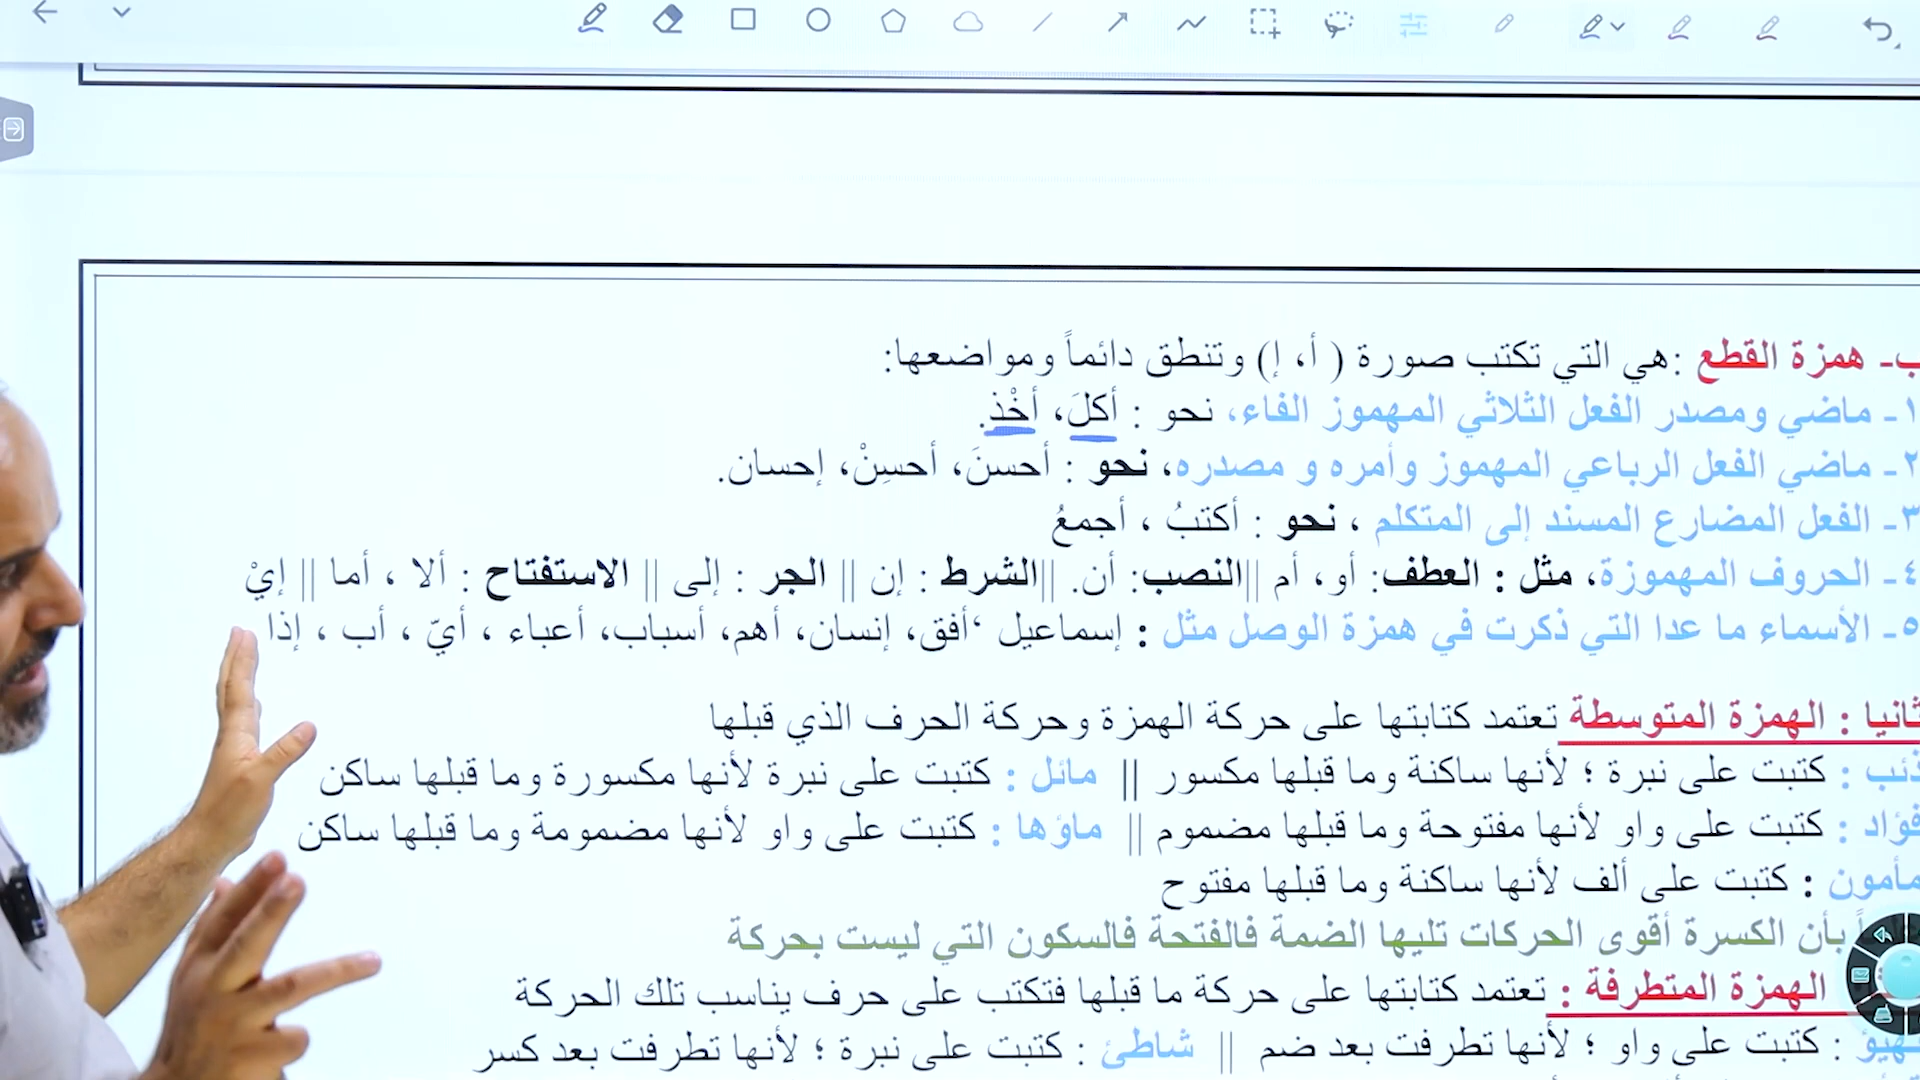 ب- همزة القطع :هي التي تكتب صورة ( أ، إ) وتنطق دائماً ومواضعها:
١- ماضي ومصدر الفعل الثلاثي المهموز الفاء، نحو : أكلَ، أخْذ.
٢- ماضي الفعل الرباعي المهموز وأمره و مصدره، نحو : أحسنَ، أحسِنْ، إحسان.
٣- الفعل المضارع المسند إلى المتكلم ، نحو : أكتبُ ، أجمعُ
٤- الحروف المهموزة، مثل : العطف: أو، أم ||النصب: أن. ||الشرط : إن || الجر : إلى || الاستفتاح : ألا ، أما || إيْ
٥- الأسماء ما عدا التي ذكرت في همزة الوصل مثل : إسماعيل ،أفق، إنسان، أهم، أسباب، أعباء ، أيّ ، أب ، إذا
ثانيا : الهمزة المتوسطة تعتمد كتابتها على حركة الهمزة وحركة الحرف الذي قبلها
ذئب : كتبت على نبرة ؛ لأنها ساكنة وما قبلها مكسور || مائل : كتبت على نبرة لأنها مكسورة وما قبلها ساكن
فؤاد : كتبت على واو لأنها مفتوحة وما قبلها مضموم || ماؤها : كتبت على واو لأنها مضمومة وما قبلها ساكن
مأمون : كتبت على ألف لأنها ساكنة وما قبلها مفتوح
بأن الكسرة أقوى الحركات تليها الضمة فالفتحة فالسكون التي ليست بحركة
الهمزة المتطرفة : تعتمد كتابتها على حركة ما قبلها فتكتب على حرف يناسب تلك الحركة
: كتبت على واو ؛ لأنها تطرفت بعد ضم || شاطئ : كتبت على نبرة ؛ لأنها تطرفت بعد كسر